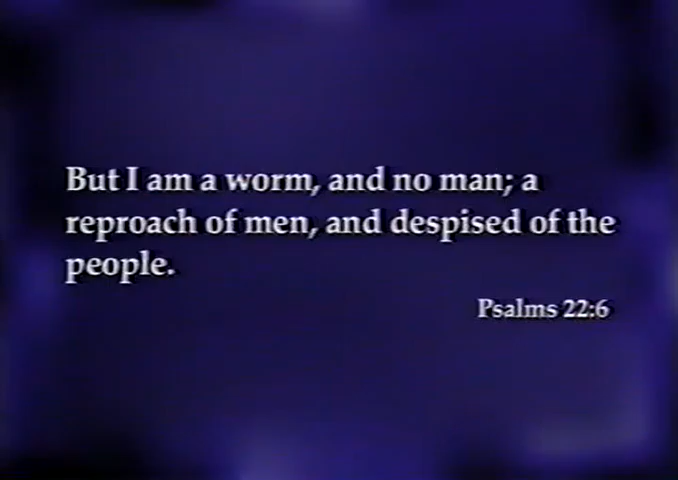 But I am a worm, and no man; a
reproach of men, and despised of the
people.
Psalms 22:6